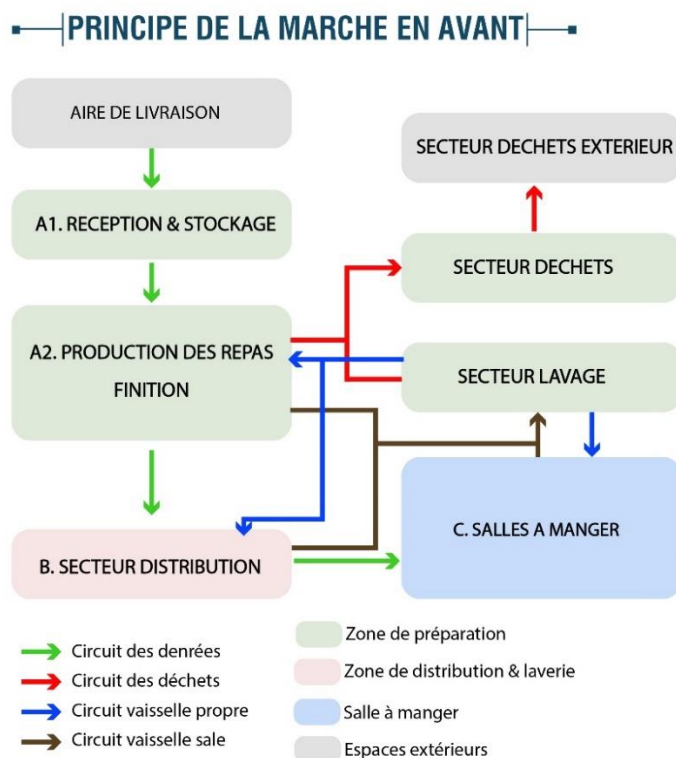 PRINCIPE DE LA MARCHE EN AVANT
AIRE DE LIVRAISON
SECTEUR DECHETS EXTERIEUR
A1. RECEPTION & STOCKAGE
SECTEUR DECHETS
A2. PRODUCTION DES REPAS
FINITION
SECTEUR LAVAGE
C. SALLES A MANGER
B. SECTEUR DISTRIBUTION
Circuit des denrées
Circuit des déchets
Circuit vaisselle propre
Circuit vaisselle sale
Zone de préparation
Zone de distribution & laverie
Salle à manger
Espaces extérieurs